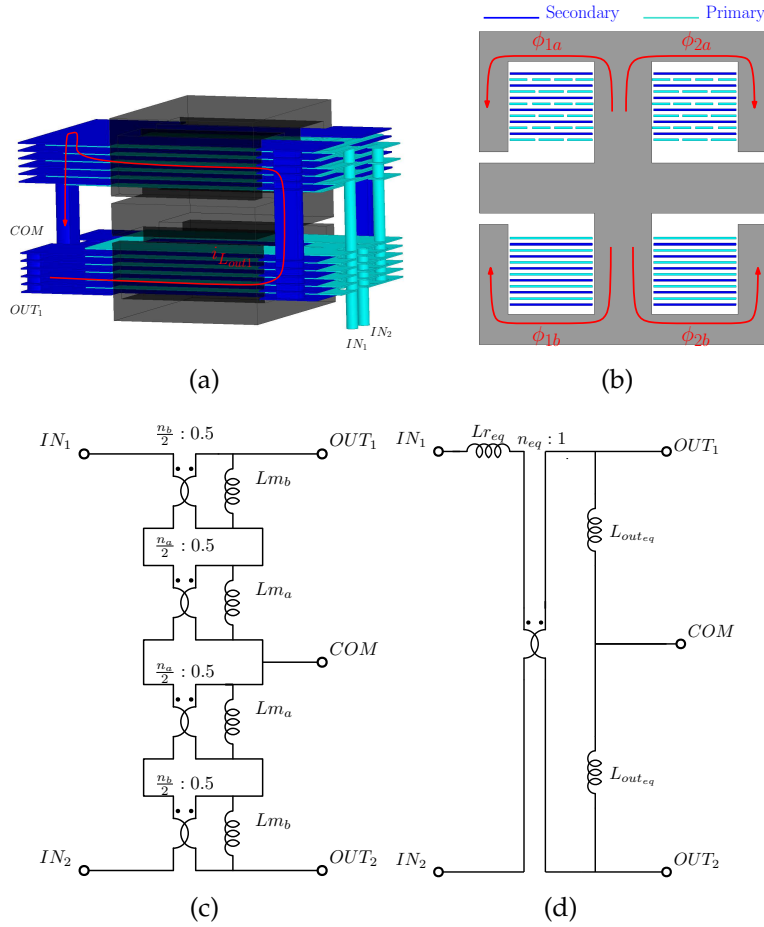 Secondary Primary
ϕ1a ϕ2a
COM
OUT1
iLout1
IN1
IN2
ϕ1b ϕ2b
(a)
(b)
IN1
nb/2 : 0.5
OUT1
Lmb
na/2 : 0.5
Lma
COM
na/2 : 0.5
Lma
nb/2 : 0.5
Lmb
IN2
OUT2
(c)
IN1
Lreq
neq : 1
OUT1
Louteq
COM
Louteq
IN2
OUT2
(d)